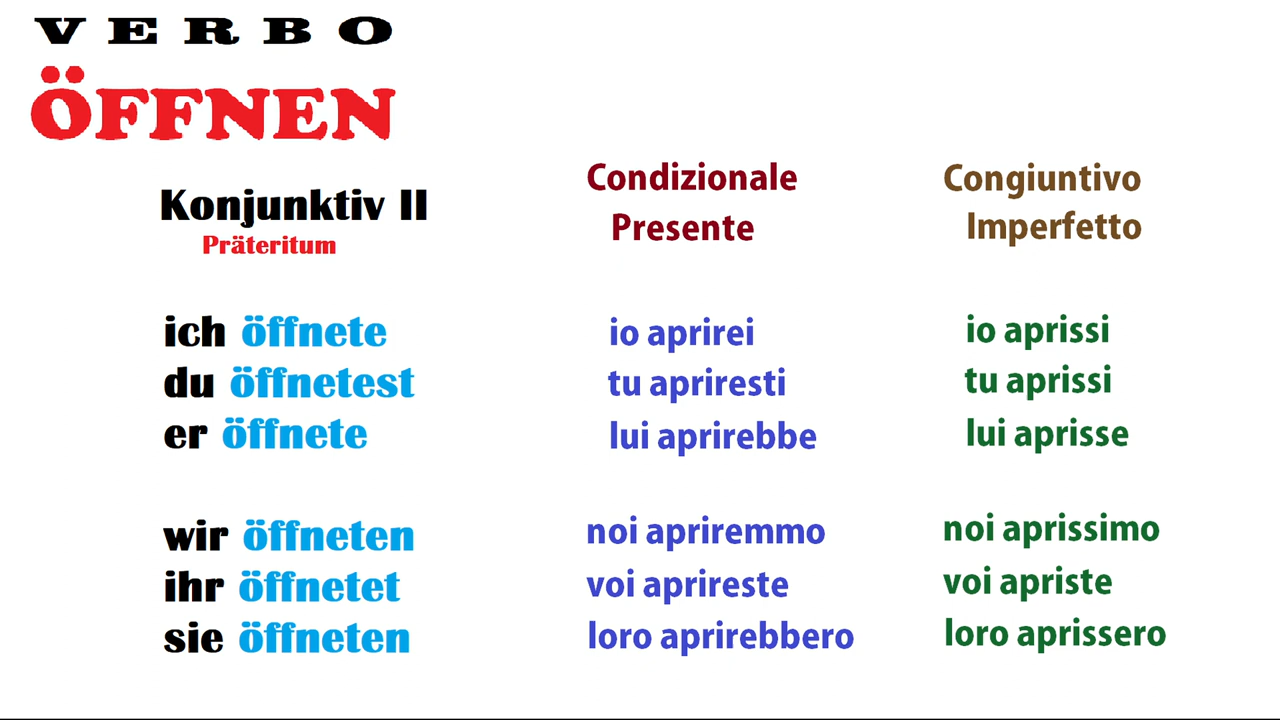 VERBO
ÖFFNEN
Konjunktiv II
Präteritum
ich öffnete
du öffnetest
er öffnete
wir öffneten
ihr öffnetet
sie öffneten
Condizionale
Presente
io aprirei
tu apriresti
lui aprirebbe
noi apriremmo
voi aprireste
loro aprirebbero
Congiuntivo
Imperfetto
io aprissi
tu aprissi
lui aprisse
noi aprissimo
voi apriste
loro aprissero